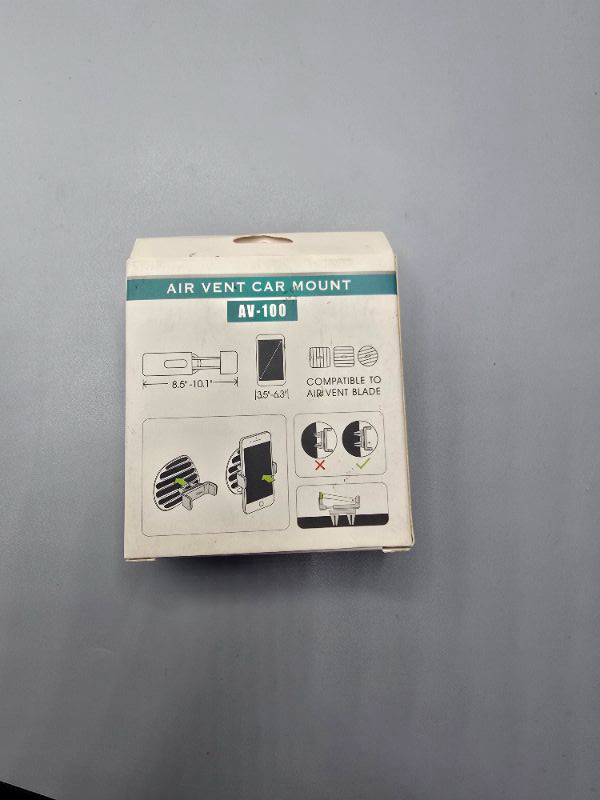 AIR VENT CAR MOUNT
AV-100
8.5"-10.1"
3.5"-6.3"
COMPATIBLE TO
AIR VENT BLADE